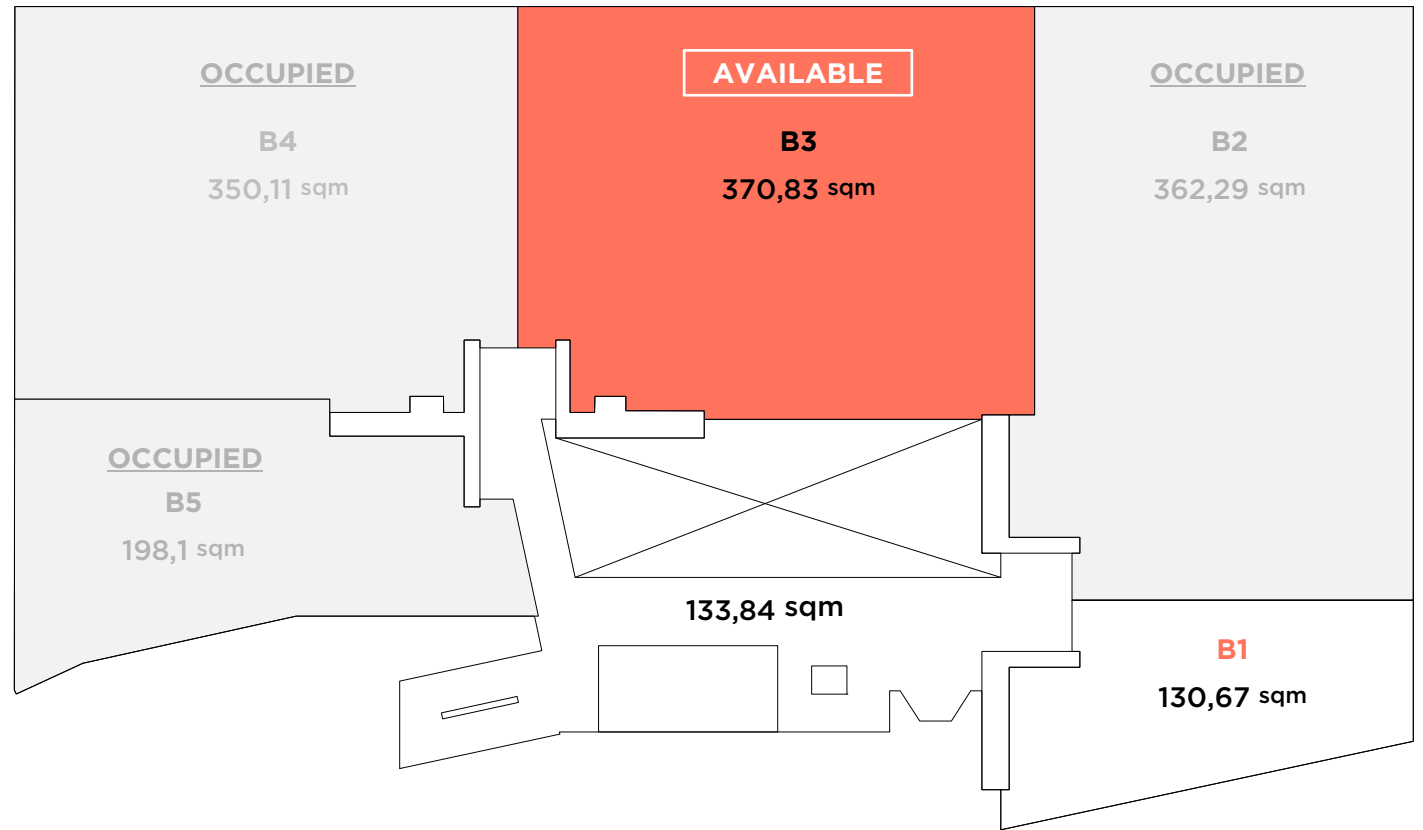 OCCUPIED
B4
350,11 sqm
AVAILABLE
B3
370,83 sqm
OCCUPIED
B2
362,29 sqm
OCCUPIED
B5
198,1 sqm
133,84 sqm
B1
130,67 sqm